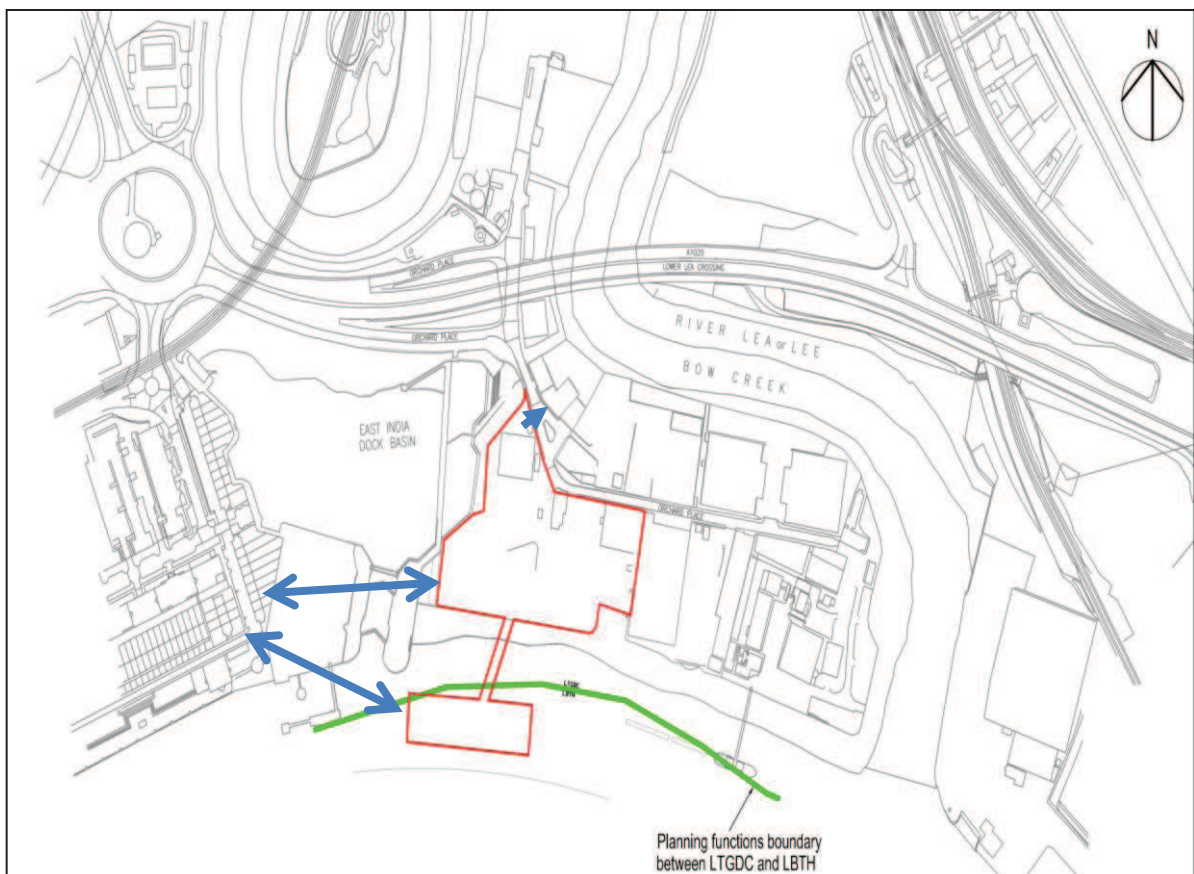 N
A1020
LOWER LEA CROSSING
ORCHARD PLACE
ORCHARD PLACE
RIVER LEA or LEE
BOW CREEK
EAST INDIA
DOCK BASIN
ORCHARD PLACE
LTGDC
LBTH
Planning functions boundary
between LTGDC and LBTH